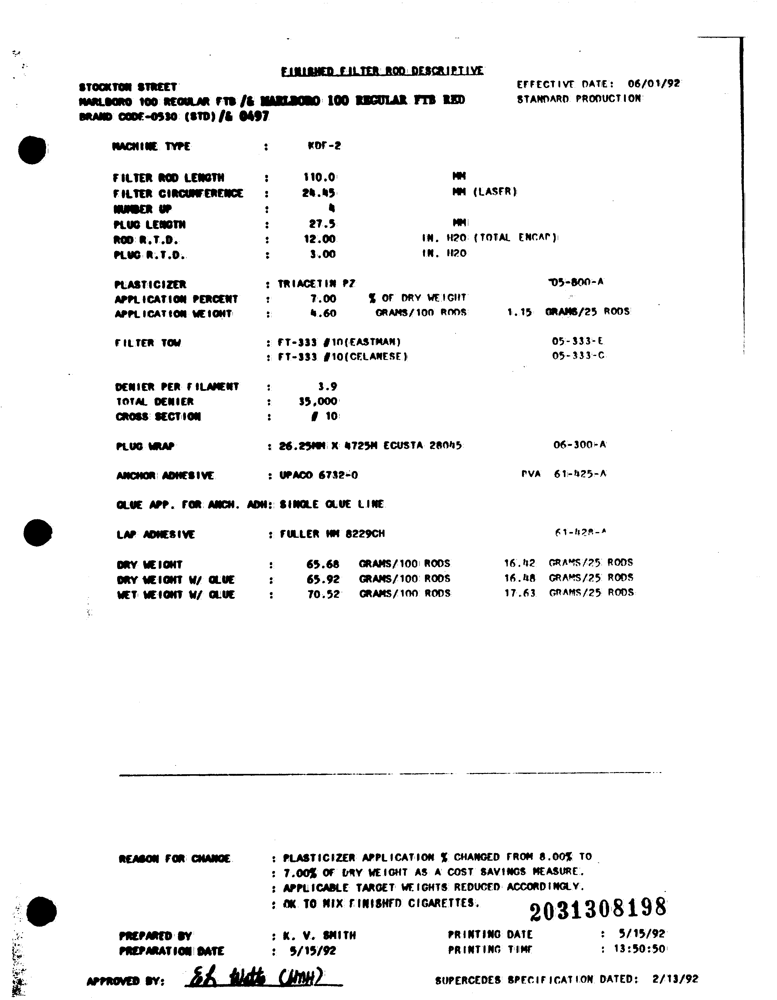 FINISHED FILTER ROD DESCRIPTIVE
STOCKTON STREET EFFECTIVE DATE: 06/01/92
MARLBORO 100 REGULAR FTB /& MARLBORO 100 REGULAR FTB RED STANDARD PRODUCTION
BRAND CODE-0530 (STD) /& 0497
MACHINE TYPE : KDF-2
FILTER ROD LENGTH : 110.0 MM
FILTER CIRCUMFERENCE : 24.45 MM (LASER)
NUMBER UP : 4
PLUG LENGTH : 27.5 MM
ROD R.T.D. : 12.00 IN. H2O (TOTAL ENCAP)
PLUG R.T.D. : 3.00 IN. H2O
PLASTICIZER : TRIACETIN PZ 05-800-A
APPLICATION PERCENT : 7.00 % OF DRY WEIGHT
APPLICATION WEIGHT : 4.60 GRAMS/100 RODS 1.15 GRAMS/25 RODS
FILTER TOW : FT-333 #10(EASTMAN) 05-333-E
: FT-333 #10(CELANESE) 05-333-C
DENIER PER FILAMENT : 3.9
TOTAL DENIER : 35,000
CROSS SECTION : # 10
PLUG WRAP : 26.25MM X 4725M ECUSTA 28045 06-300-A
ANCHOR ADHESIVE : UPACO 6732-0 PVA 61-425-A
GLUE APP. FOR ANCH. ADH: SINGLE GLUE LINE
LAP ADHESIVE : FULLER HM 8229CH 61-428-A
DRY WEIGHT : 65.68 GRAMS/100 RODS 16.42 GRAMS/25 RODS
DRY WEIGHT W/ GLUE : 65.92 GRAMS/100 RODS 16.48 GRAMS/25 RODS
WET WEIGHT W/ GLUE : 70.52 GRAMS/100 RODS 17.63 GRAMS/25 RODS
REASON FOR CHANGE : PLASTICIZER APPLICATION % CHANGED FROM 8.00% TO
: 7.00% OF DRY WEIGHT AS A COST SAVINGS MEASURE.
: APPLICABLE TARGET WEIGHTS REDUCED ACCORDINGLY.
: OK TO MIX FINISHED CIGARETTES.
2031308198
PREPARED BY : K. V. SMITH PRINTING DATE : 5/15/92
PREPARATION DATE : 5/15/92 PRINTING TIME : 13:50:50
APPROVED BY: SUPERCEDES SPECIFICATION DATED: 2/13/92